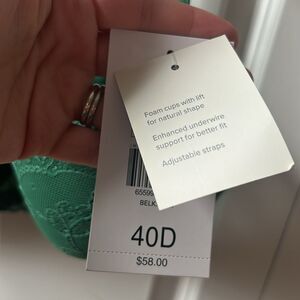 Foam cups with lift
for natural shape
Enhanced underwire
support for better fit
Adjustable straps
BELK
40D
$58.00